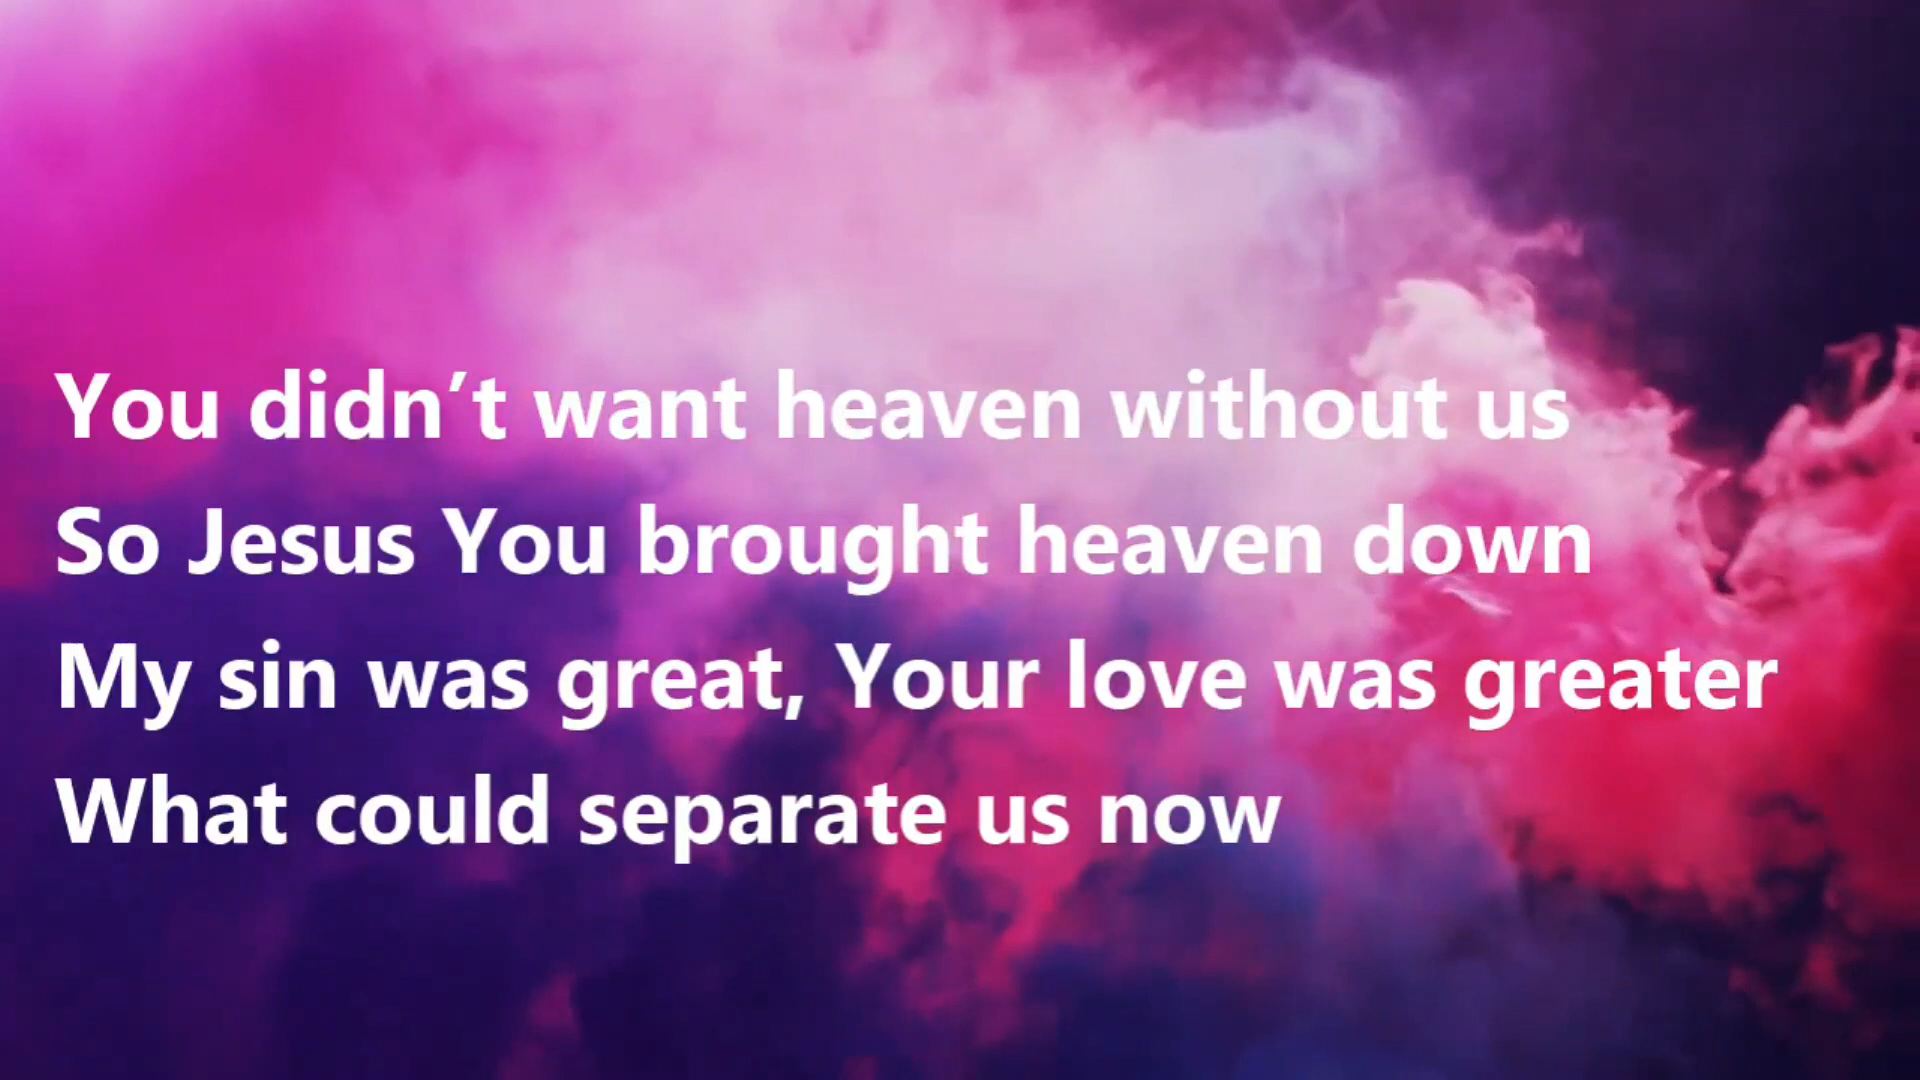 You didn’t want heaven without us
So Jesus You brought heaven down
My sin was great, Your love was greater
What could separate us now